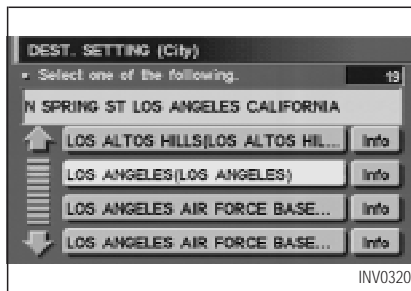 DEST. SETTING (City)
Select one of the following. 19
N SPRING ST LOS ANGELES CALIFORNIA
LOS ALTOS HILLS(LOS ALTOS HIL... Info
LOS ANGELES(LOS ANGELES) Info
LOS ANGELES AIR FORCE BASE... Info
LOS ANGELES AIR FORCE BASE... Info
INV0320